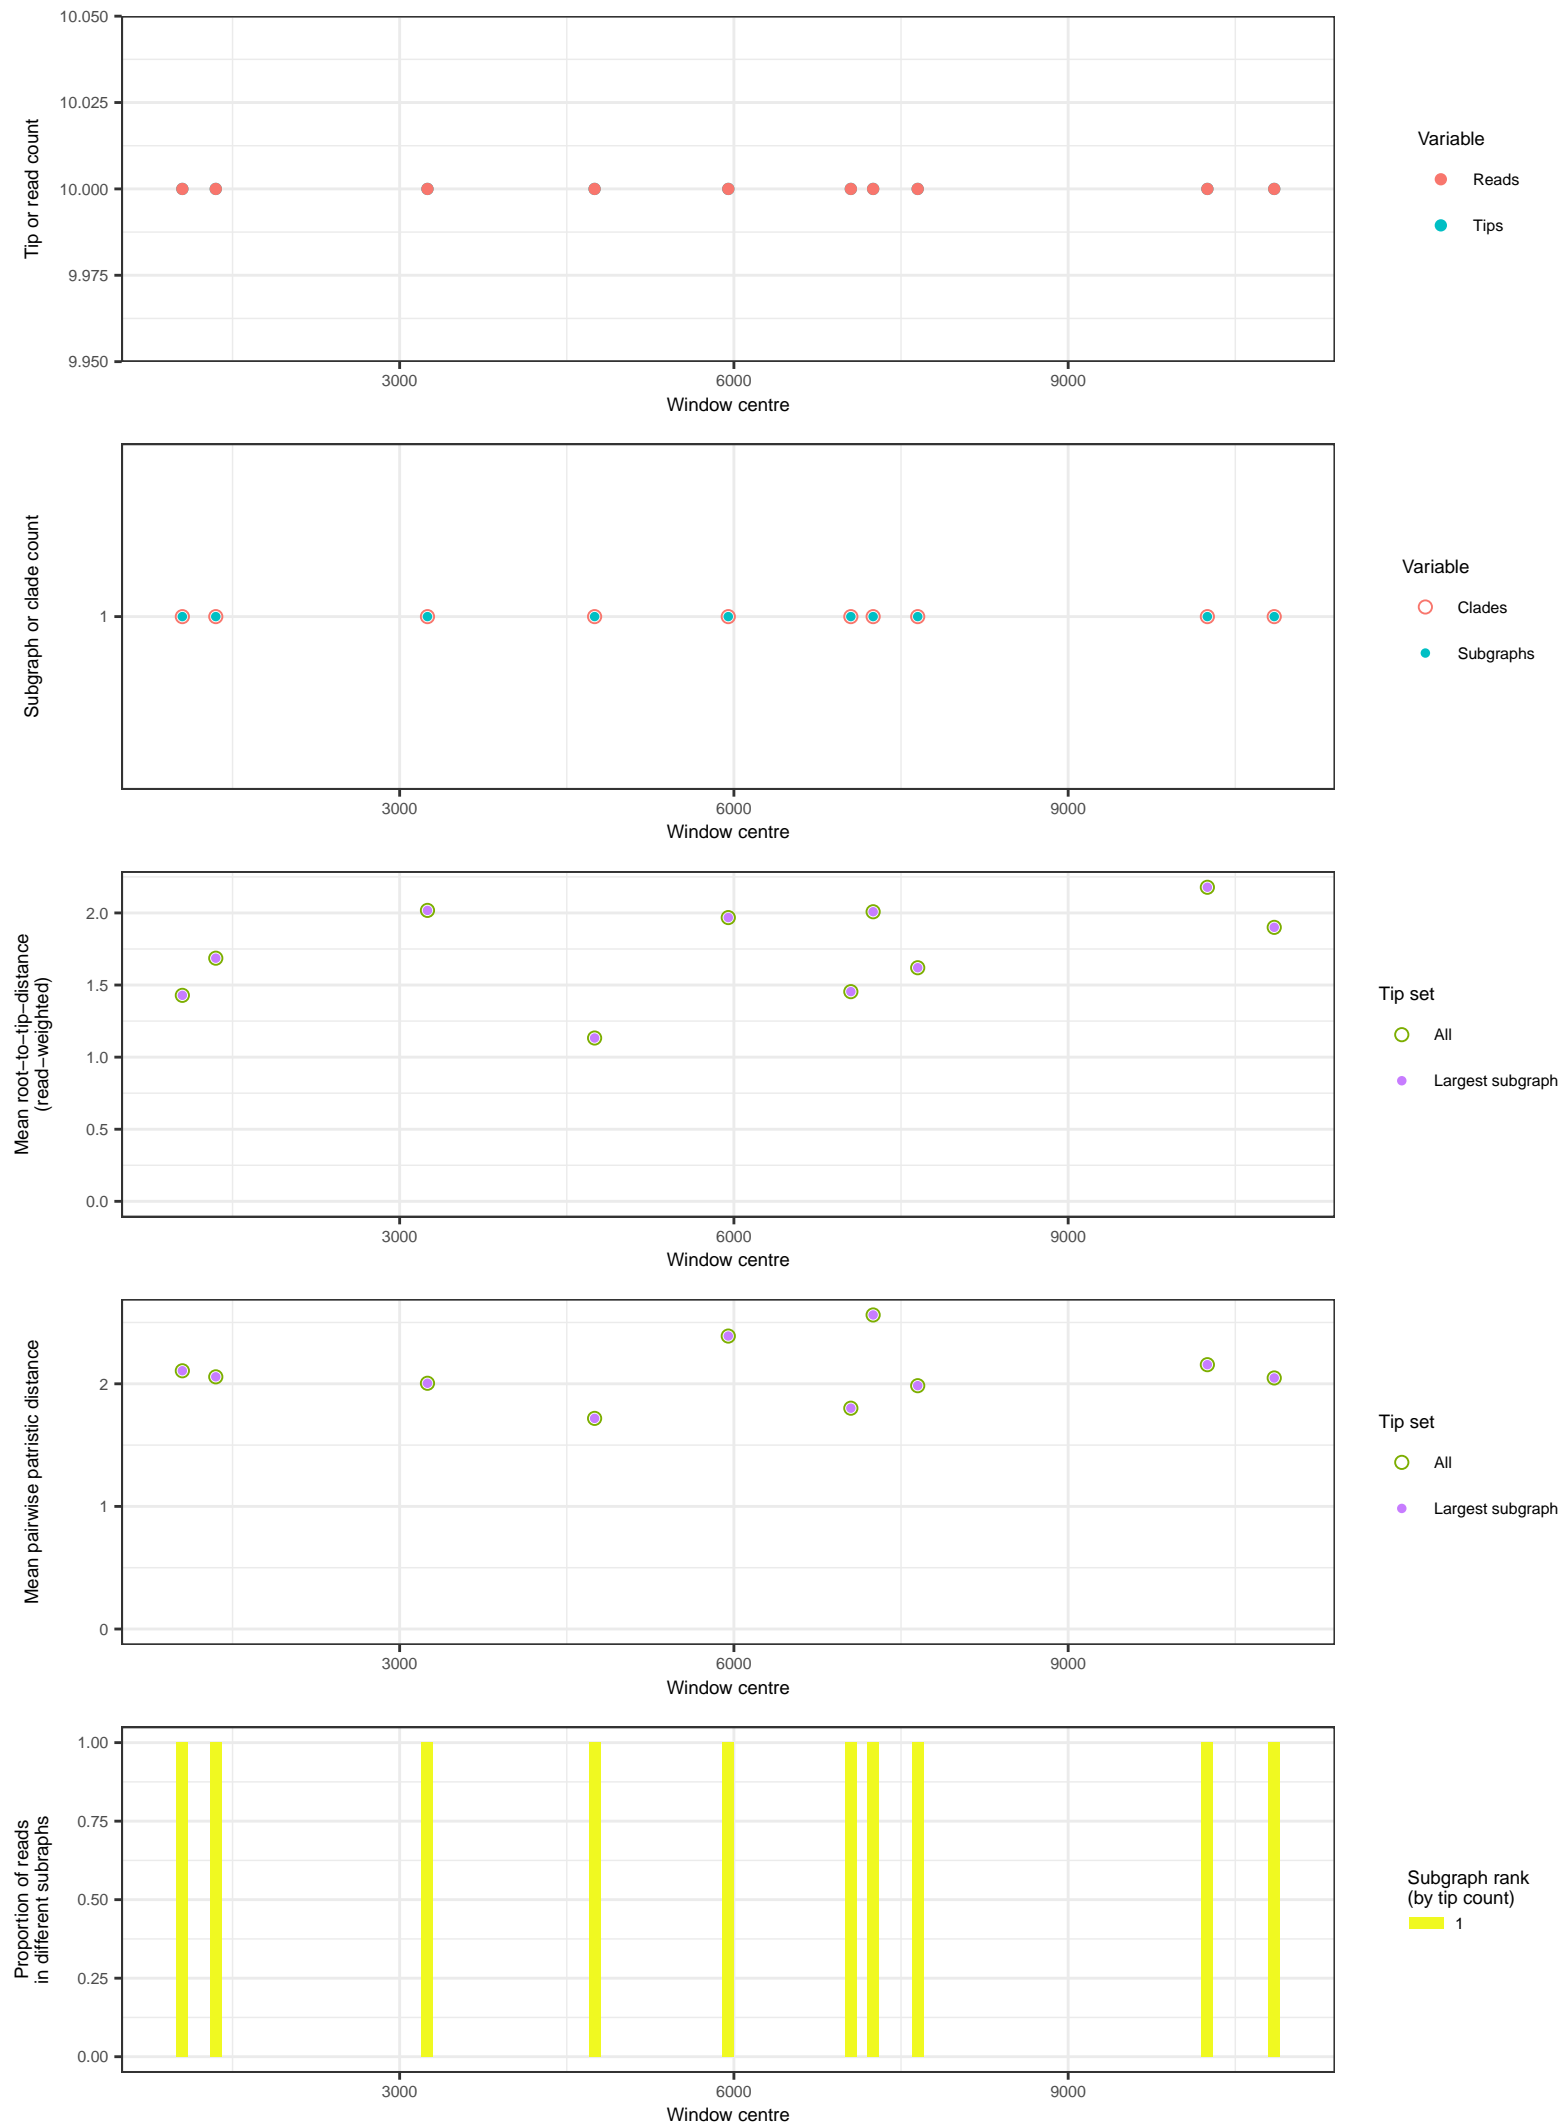 10.050
10.025
10.000
9.975
9.950
Tip or read count
3000
6000
9000
Window centre
Variable
Reads
Tips
Subgraph or clade count
1
3000
6000
9000
Window centre
Variable
Clades
Subgraphs
Mean root−to−tip−distance
(read−weighted)
2.0
1.5
1.0
0.5
0.0
3000
6000
9000
Window centre
Tip set
All
Largest subgraph
Mean pairwise patristic distance
2
1
0
3000
6000
9000
Window centre
Tip set
All
Largest subgraph
Proportion of reads
in different subraphs
1.00
0.75
0.50
0.25
0.00
3000
6000
9000
Window centre
Subgraph rank
(by tip count)
1